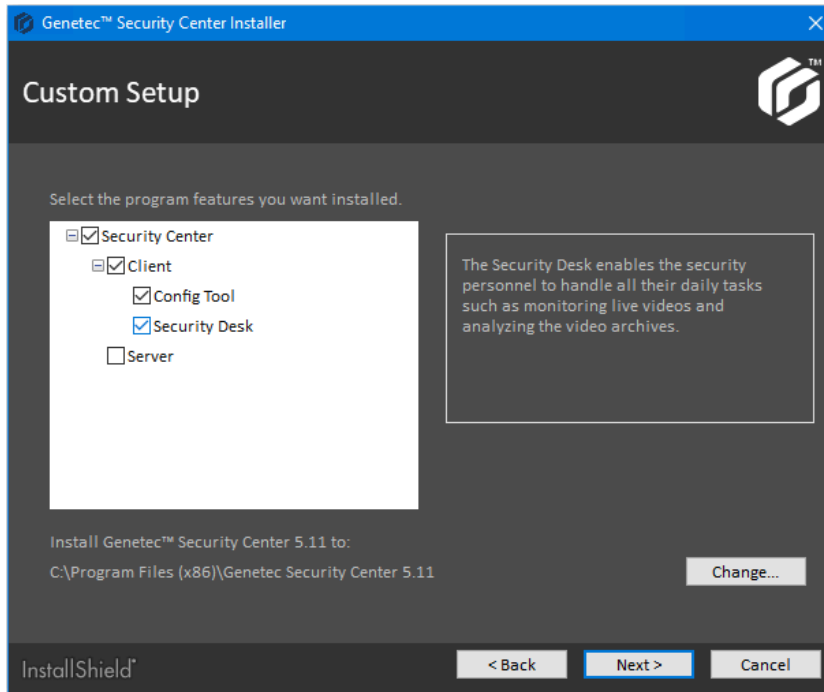 Genetec™ Security Center Installer
Custom Setup
TM
Select the program features you want installed.
Security Center
Client
Config Tool
Security Desk
Server
The Security Desk enables the security
personnel to handle all their daily tasks
such as monitoring live videos and
analyzing the video archives.
Install Genetec™ Security Center 5.11 to:
C:\Program Files (x86)\Genetec Security Center 5.11
Change...
InstallShield®
< Back
Next >
Cancel